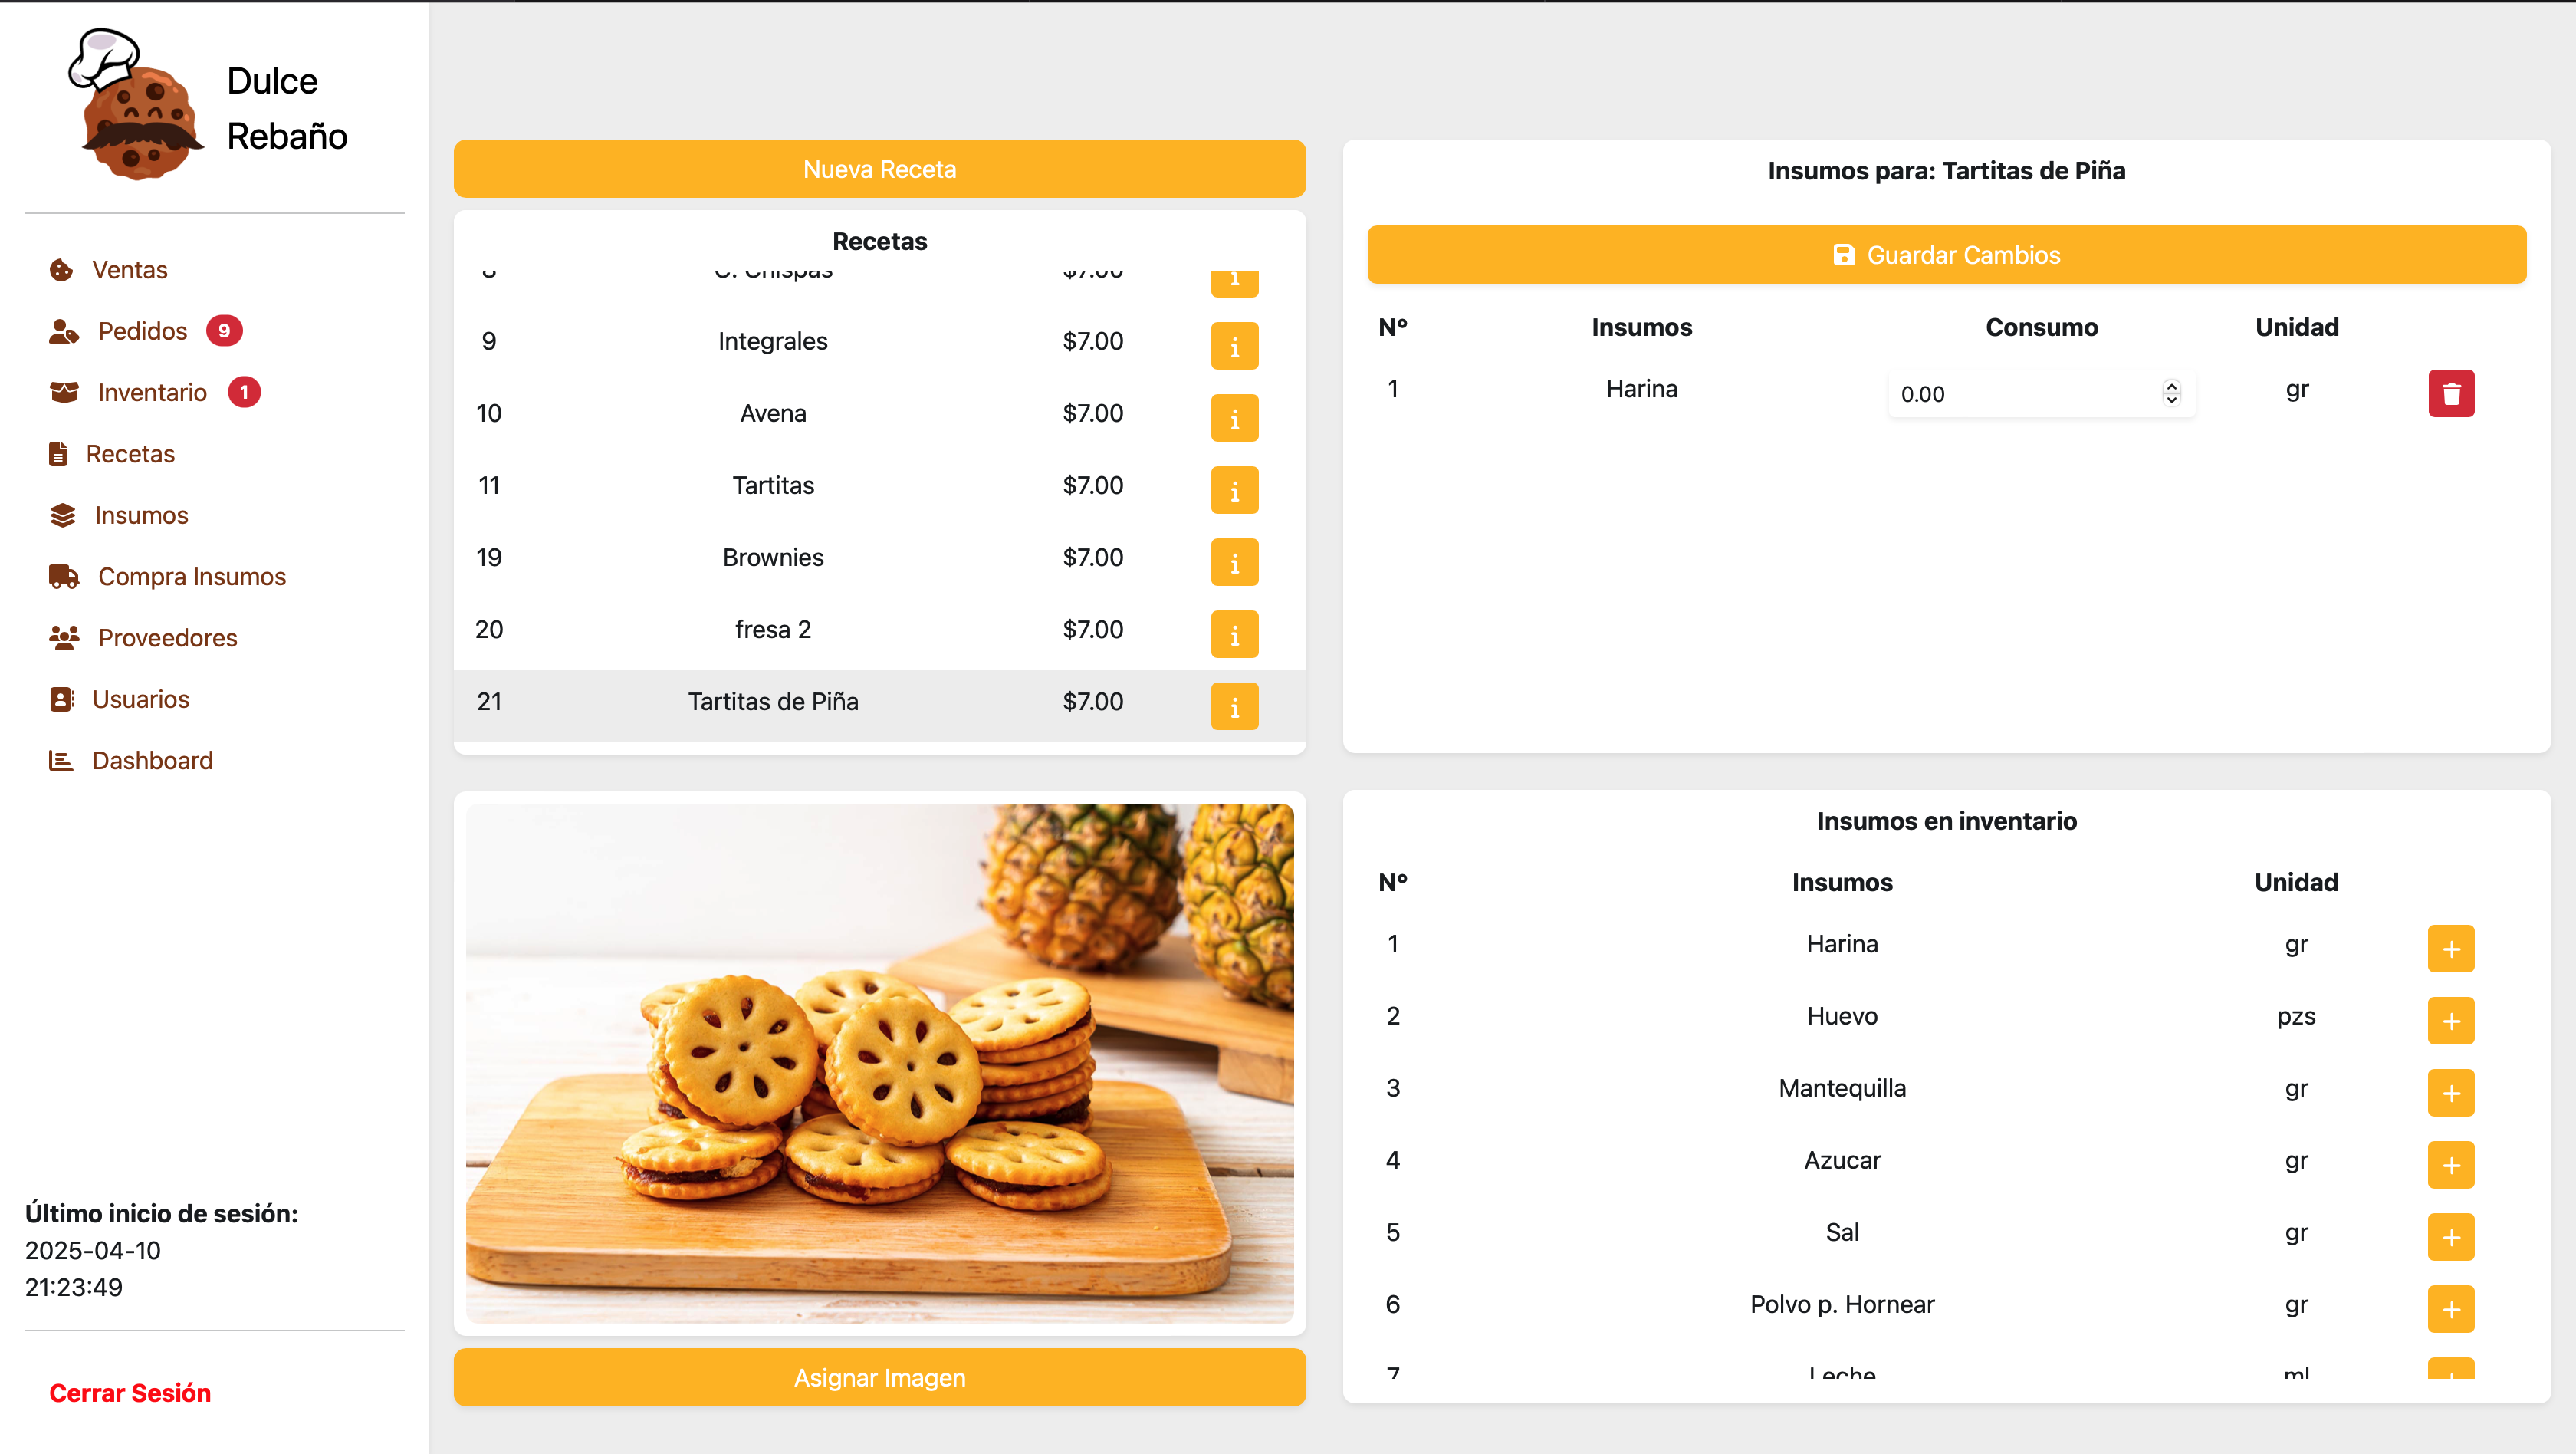 Dulce
Rebaño
Ventas
Pedidos 9
Inventario 1
Recetas
Insumos
Compra Insumos
Proveedores
Usuarios
Dashboard
Último inicio de sesión:
2025-04-10
21:23:49
Cerrar Sesión
Nueva Receta
Recetas
8 C. Chispas $7.00 i
9 Integrales $7.00 i
10 Avena $7.00 i
11 Tartitas $7.00 i
19 Brownies $7.00 i
20 fresa 2 $7.00 i
21 Tartitas de Piña $7.00 i
Asignar Imagen
Insumos para: Tartitas de Piña
Guardar Cambios
Nº Insumos Consumo Unidad
1 Harina 0.00 gr
Insumos en inventario
Nº Insumos Unidad
1 Harina gr +
2 Huevo pzs +
3 Mantequilla gr +
4 Azucar gr +
5 Sal gr +
6 Polvo p. Hornear gr +
7 Leche ml +